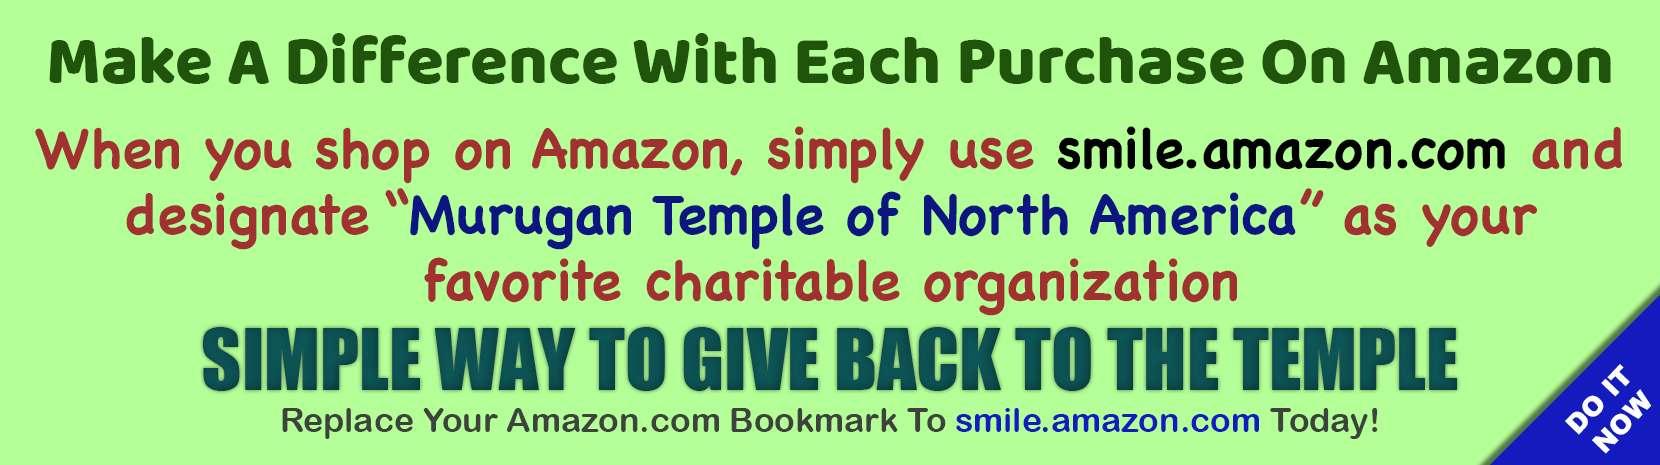 Make A Difference With Each Purchase On Amazon
When you shop on Amazon, simply use smile.amazon.com and
designate “Murugan Temple of North America” as your
favorite charitable organization
SIMPLE WAY TO GIVE BACK TO THE TEMPLE
Replace Your Amazon.com Bookmark To smile.amazon.com Today!
DO IT
NOW